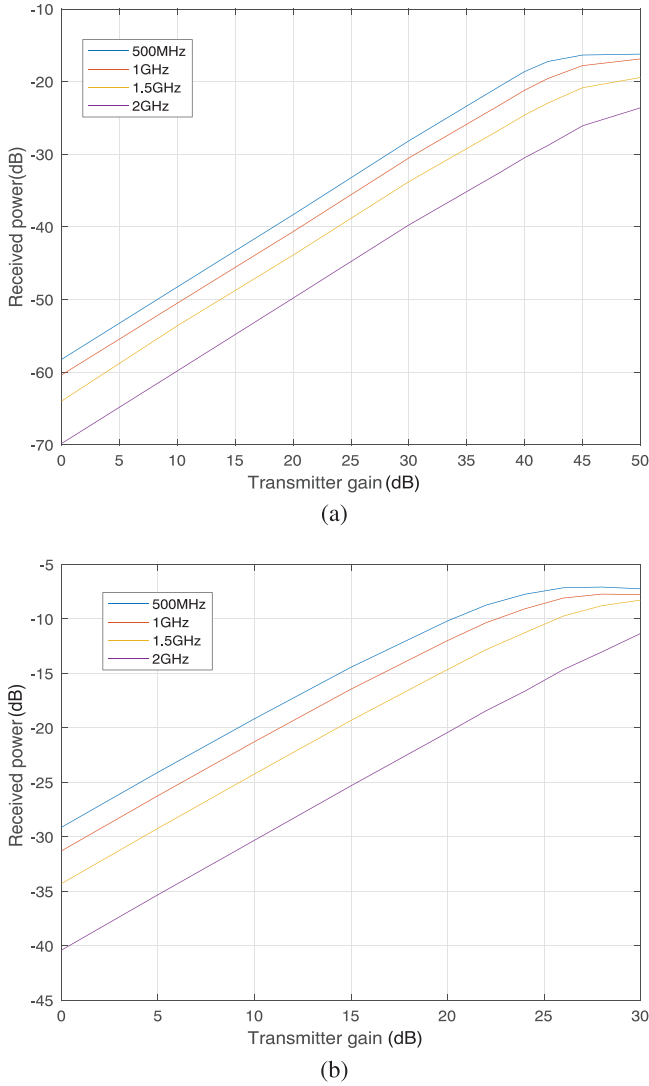 -10
-20
-30
-40
-50
-60
-70
Received power(dB)
500MHz
1GHz
1.5GHz
2GHz
0 5 10 15 20 25 30 35 40 45 50
Transmitter gain (dB)
(a)
-5
-10
-15
-20
-25
-30
-35
-40
-45
Received power (dB)
500MHz
1GHz
1.5GHz
2GHz
0 5 10 15 20 25 30
Transmitter gain (dB)
(b)